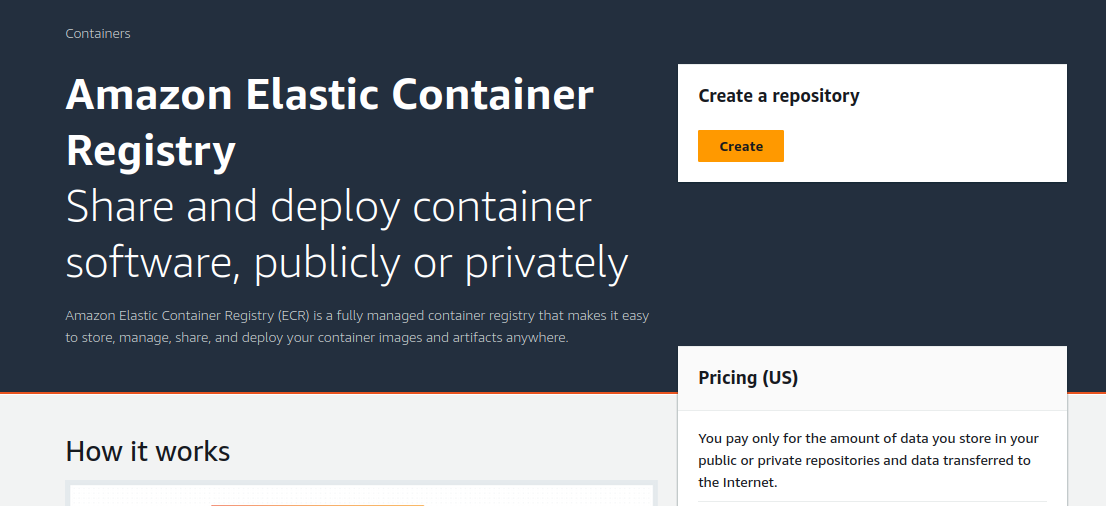 Containers
Amazon Elastic Container
Registry
Share and deploy container
software, publicly or privately
Amazon Elastic Container Registry (ECR) is a fully managed container registry that makes it easy
to store, manage, share, and deploy your container images and artifacts anywhere.
Create a repository
Create
Pricing (US)
You pay only for the amount of data you store in your
public or private repositories and data transferred to
the Internet.
How it works